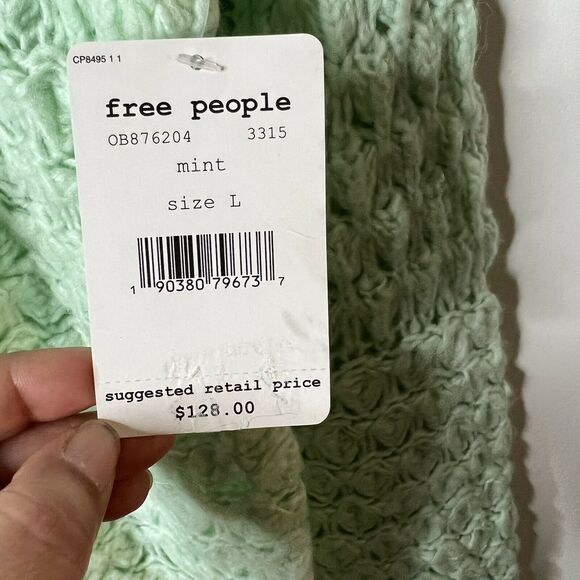 CP8495 1 1
free people
OB876204 3315
mint
size L
1 90380 79673 7
suggested retail price
$128.00